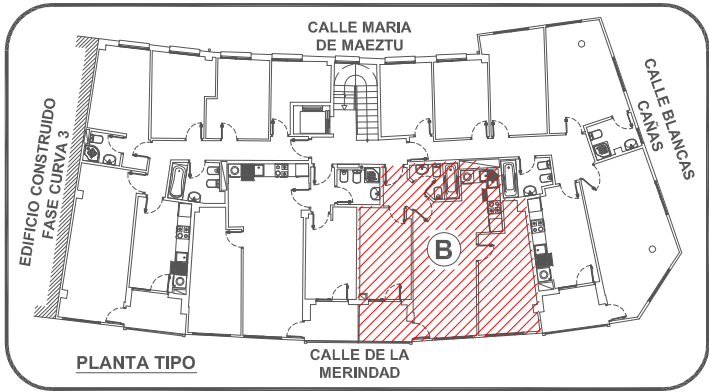 CALLE MARIA
DE MAEZTU
EDIFICIO CONSTRUIDO
FASE CURVA 3
CALLE BLANCAS
CAÑAS
B
PLANTA TIPO
CALLE DE LA
MERINDAD